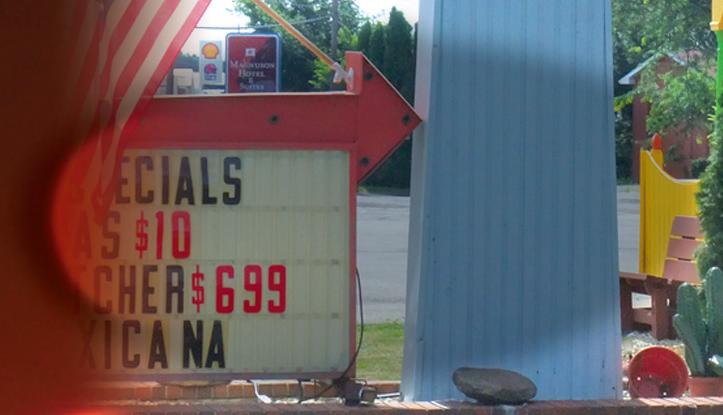 MAGNUSON
HOTEL
&
SUITES
ECIALS
AS $10
CHER $699
XICANA